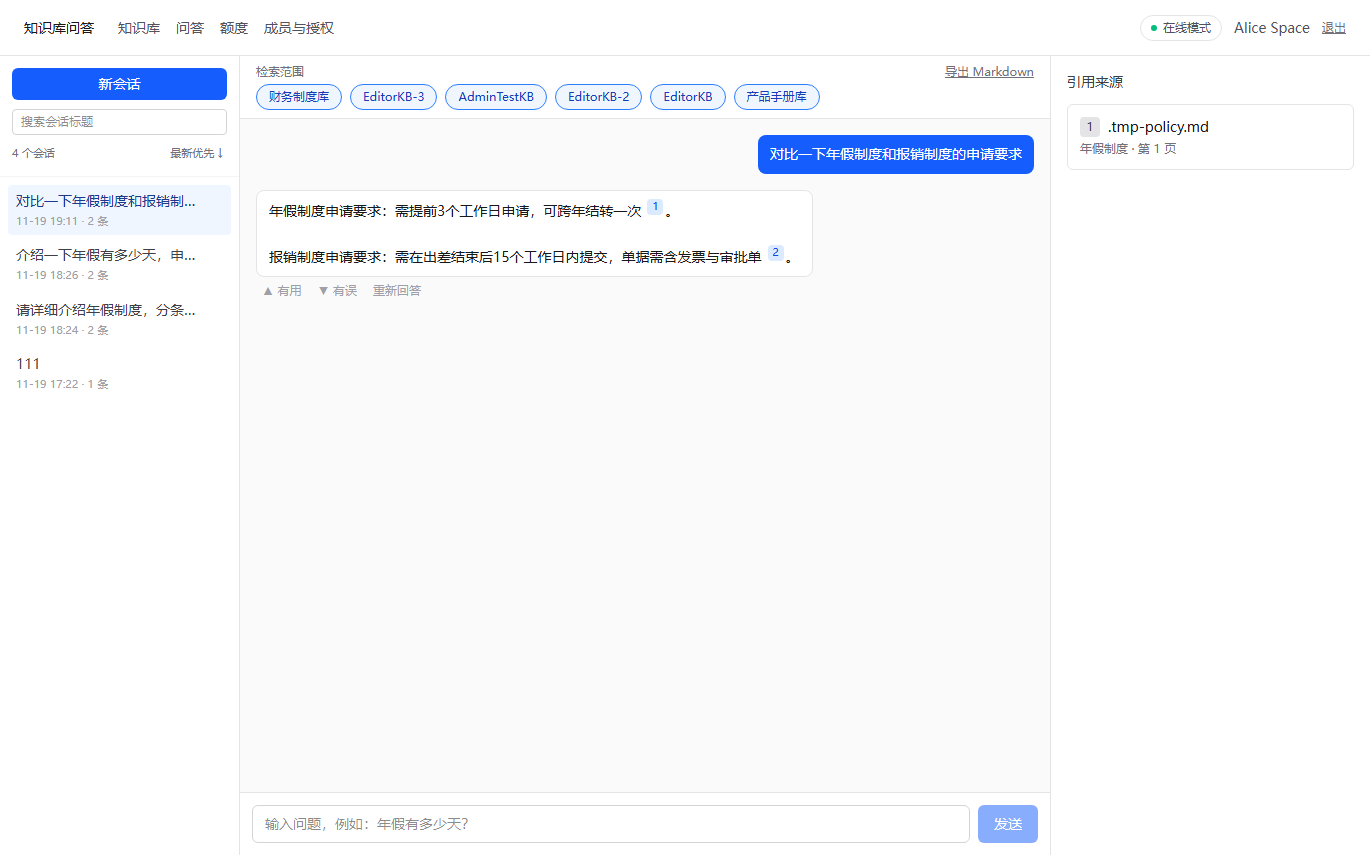 知识库问答 知识库 问答 额度 成员与授权
在线模式 Alice Space 退出
新会话
搜索会话标题
4 个会话 最新优先↓
对比一下年假制度和报销制...
11-19 19:11 · 2 条
介绍一下年假有多少天，申...
11-19 18:26 · 2 条
请详细介绍年假制度，分条...
11-19 18:24 · 2 条
111
11-19 17:22 · 1 条
检索范围
导出 Markdown
财务制度库 EditorKB-3 AdminTestKB EditorKB-2 EditorKB 产品手册库
对比一下年假制度和报销制度的申请要求
年假制度申请要求：需提前3个工作日申请，可跨年结转一次 1 。
报销制度申请要求：需在出差结束后15个工作日内提交，单据需含发票与审批单 2 。
▲ 有用 ▼ 有误 重新回答
输入问题，例如：年假有多少天？
发送
引用来源
1 .tmp-policy.md
年假制度 · 第 1 页